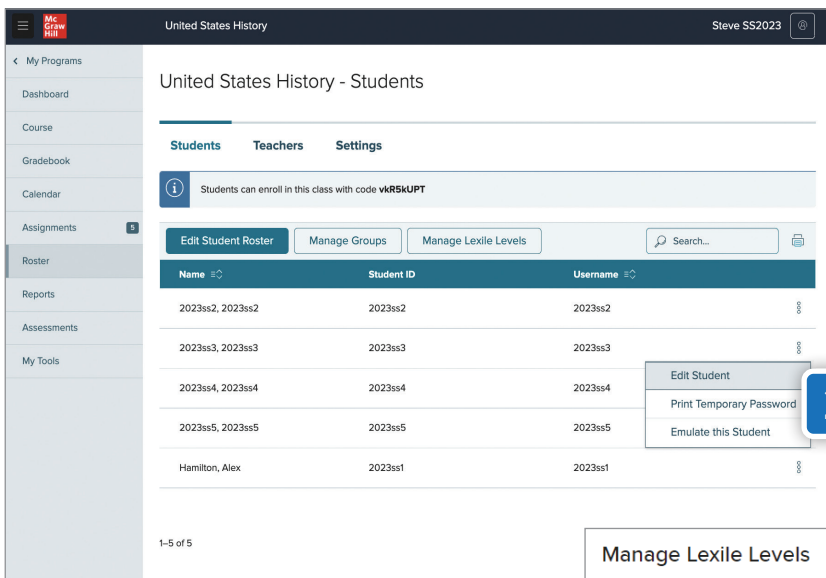 Mc Graw Hill
United States History
Steve SS2023
My Programs
Dashboard
Course
Gradebook
Calendar
Assignments 5
Roster
Reports
Assessments
My Tools
United States History - Students
Students Teachers Settings
Students can enroll in this class with code vkR5kUPT
Edit Student Roster Manage Groups Manage Lexile Levels Search...
Name Student ID Username
2023ss2, 2023ss2 2023ss2 2023ss2
2023ss3, 2023ss3 2023ss3 2023ss3
2023ss4, 2023ss4 2023ss4 2023ss4
2023ss5, 2023ss5 2023ss5 2023ss5
Hamilton, Alex 2023ss1 2023ss1
Edit Student
Print Temporary Password
Emulate this Student
1–5 of 5
Manage Lexile Levels